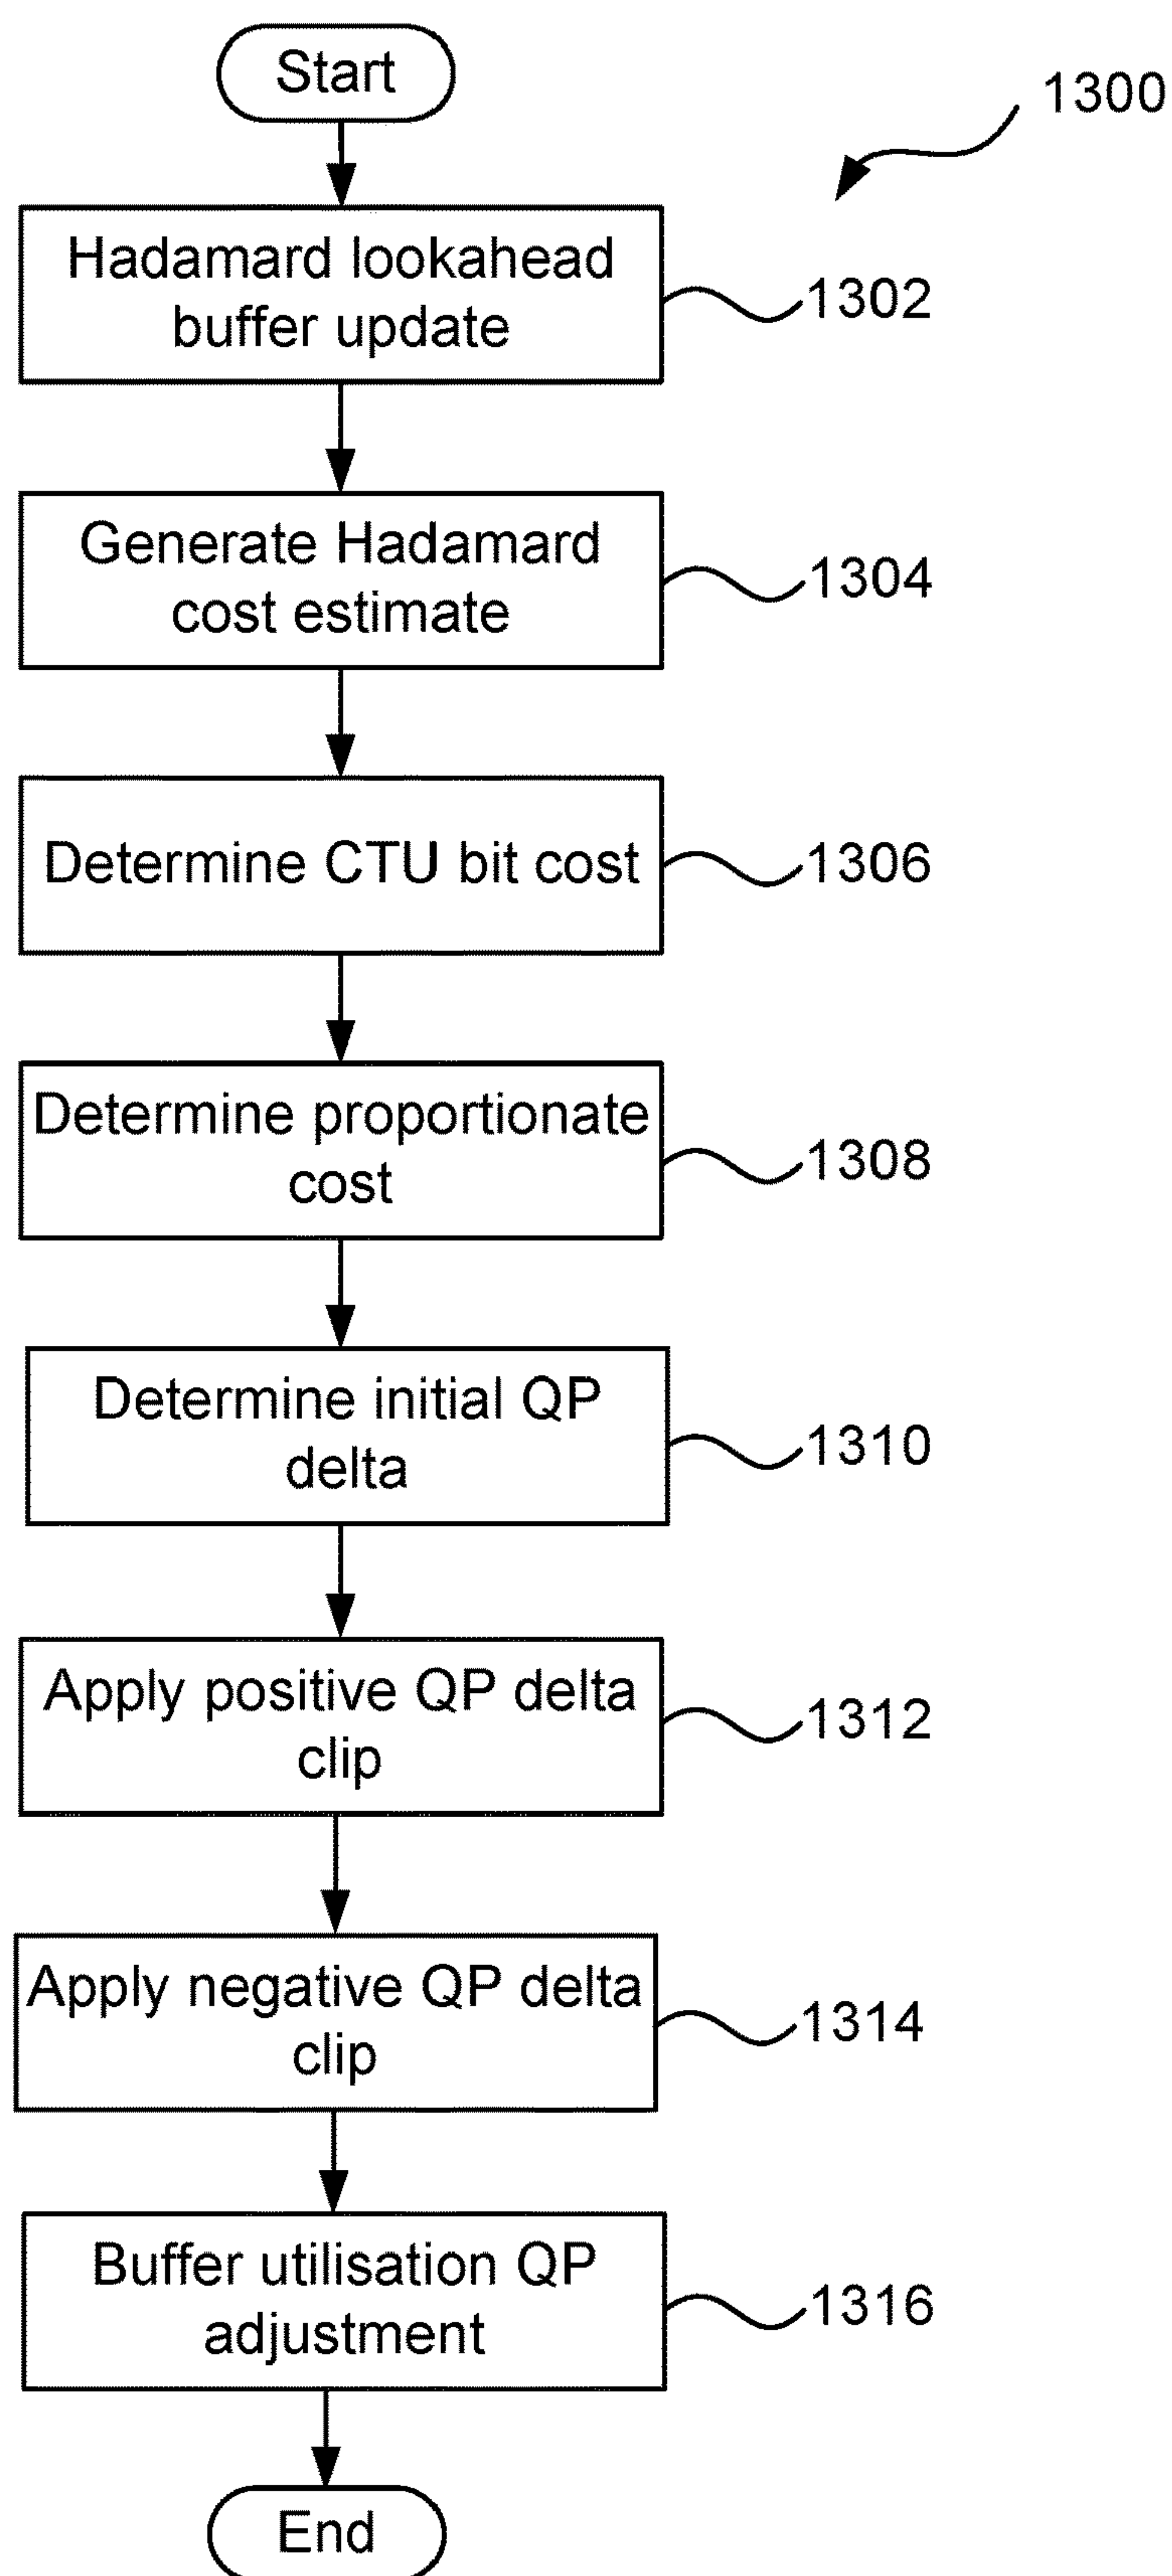 Start
1300
Hadamard lookahead
buffer update
1302
Generate Hadamard
cost estimate
1304
Determine CTU bit cost
1306
Determine proportionate
cost
1308
Determine initial QP
delta
1310
Apply positive QP delta
clip
1312
Apply negative QP delta
clip
1314
Buffer utilisation QP
adjustment
1316
End